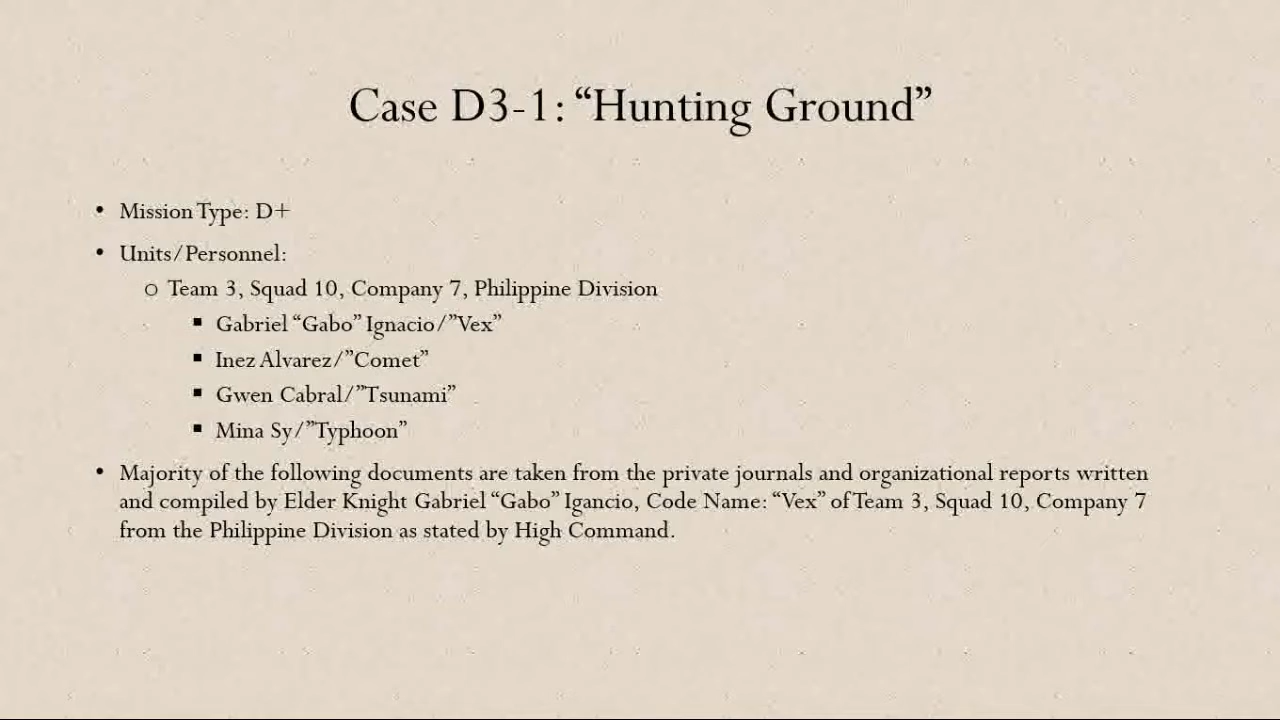 Case D3-1: “Hunting Ground”
• Mission Type: D+
• Units/Personnel:
o Team 3, Squad 10, Company 7, Philippine Division
▪ Gabriel “Gabo” Ignacio/”Vex”
▪ Inez Alvarez/”Comet”
▪ Gwen Cabral/”Tsunami”
▪ Mina Sy/”Typhoon”
• Majority of the following documents are taken from the private journals and organizational reports written
and compiled by Elder Knight Gabriel “Gabo” Igancio, Code Name: “Vex” of Team 3, Squad 10, Company 7
from the Philippine Division as stated by High Command.